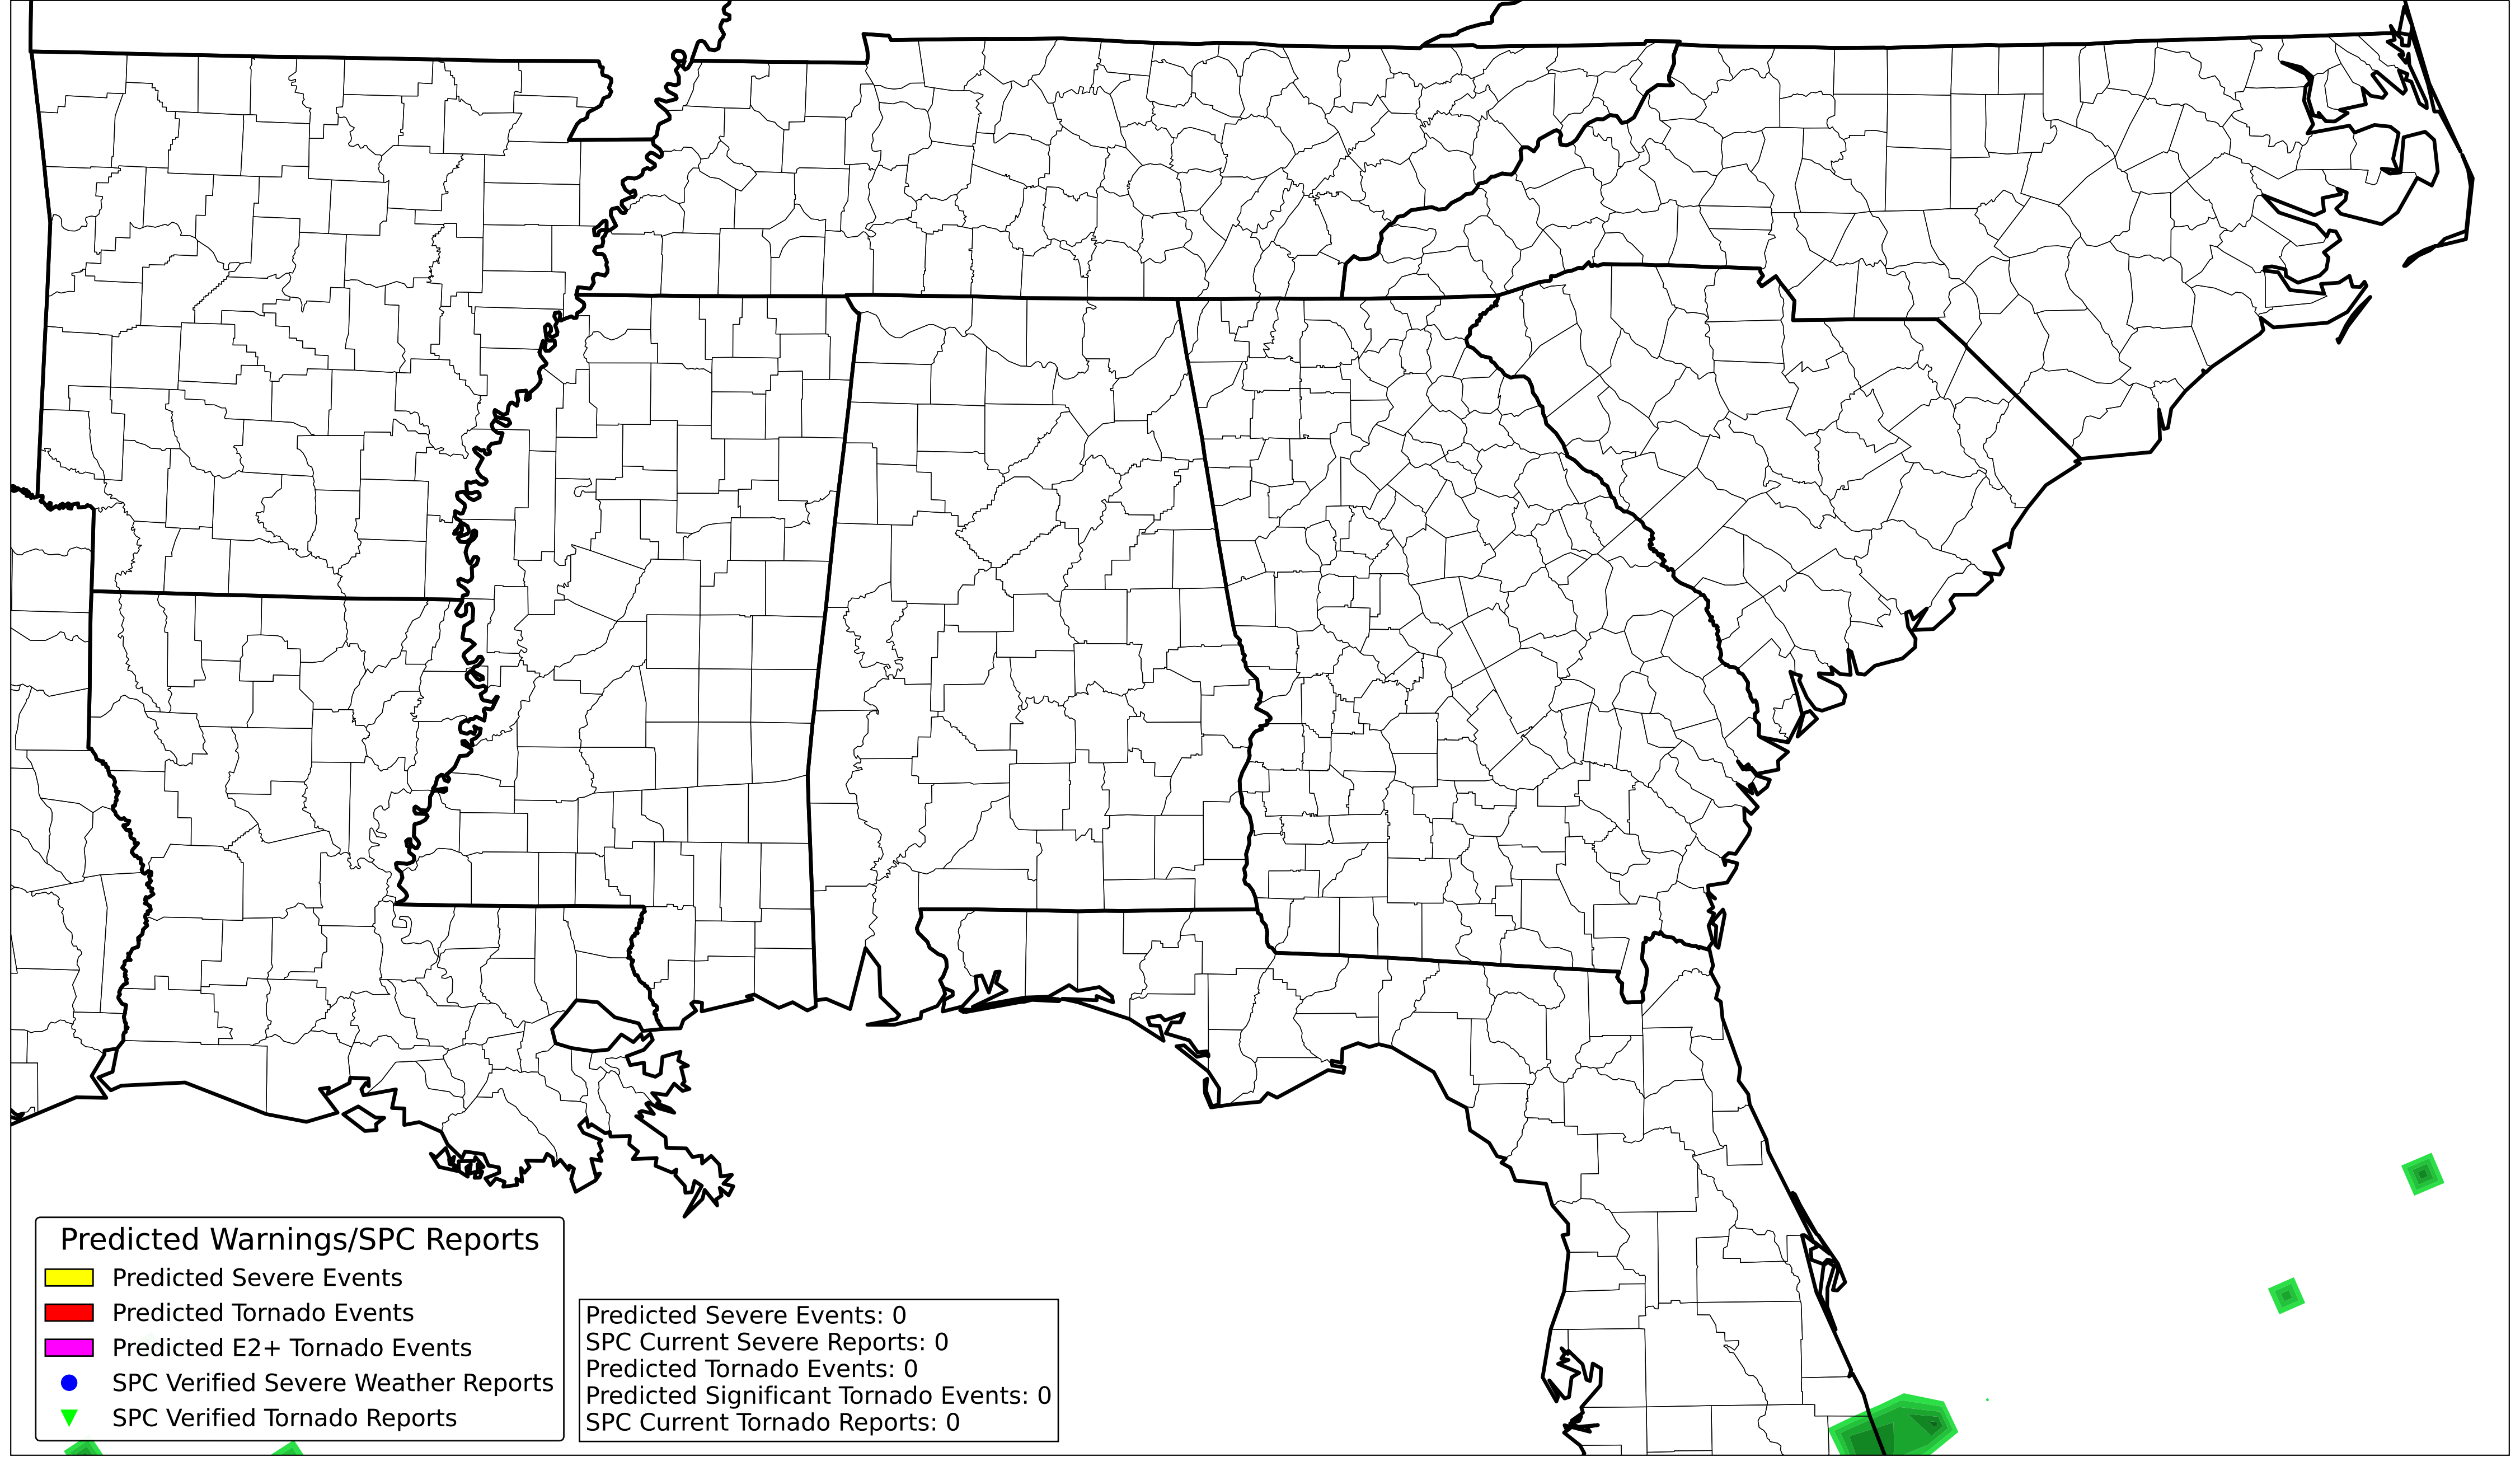 Predicted Warnings/SPC Reports
Predicted Severe Events
Predicted Tornado Events
Predicted E2+ Tornado Events
SPC Verified Severe Weather Reports
SPC Verified Tornado Reports
Predicted Severe Events: 0
SPC Current Severe Reports: 0
Predicted Tornado Events: 0
Predicted Significant Tornado Events: 0
SPC Current Tornado Reports: 0